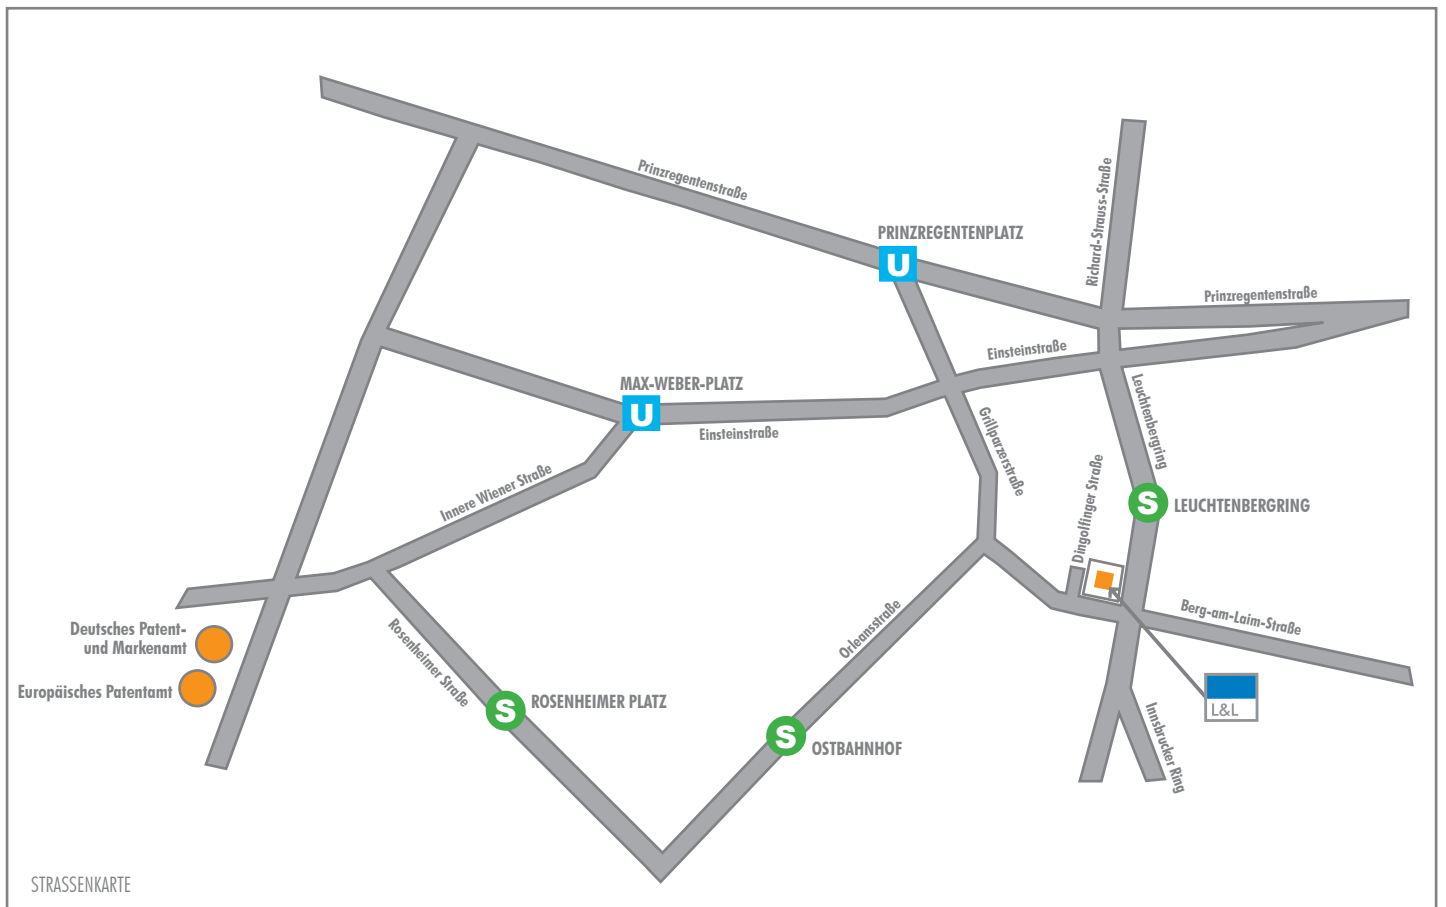 Prinzregentenstraße
PRINZREGENTENPLATZ
U
Richard-Strauss-Straße
Prinzregentenstraße
Einsteinstraße
MAX-WEBER-PLATZ
U
Einsteinstraße
Leuchtenbergring
Grillparzerstraße
Innere Wiener Straße
Dingolfinger Straße
S
LEUCHTENBERGRING
Deutsches Patent-
und Markenamt
Europäisches Patentamt
Rosenheimer Straße
Orleansstraße
Berg-am-Laim-Straße
S
ROSENHEIMER PLATZ
L&L
S
OSTBAHNHOF
Innsbrucker Ring
STRASSENKARTE